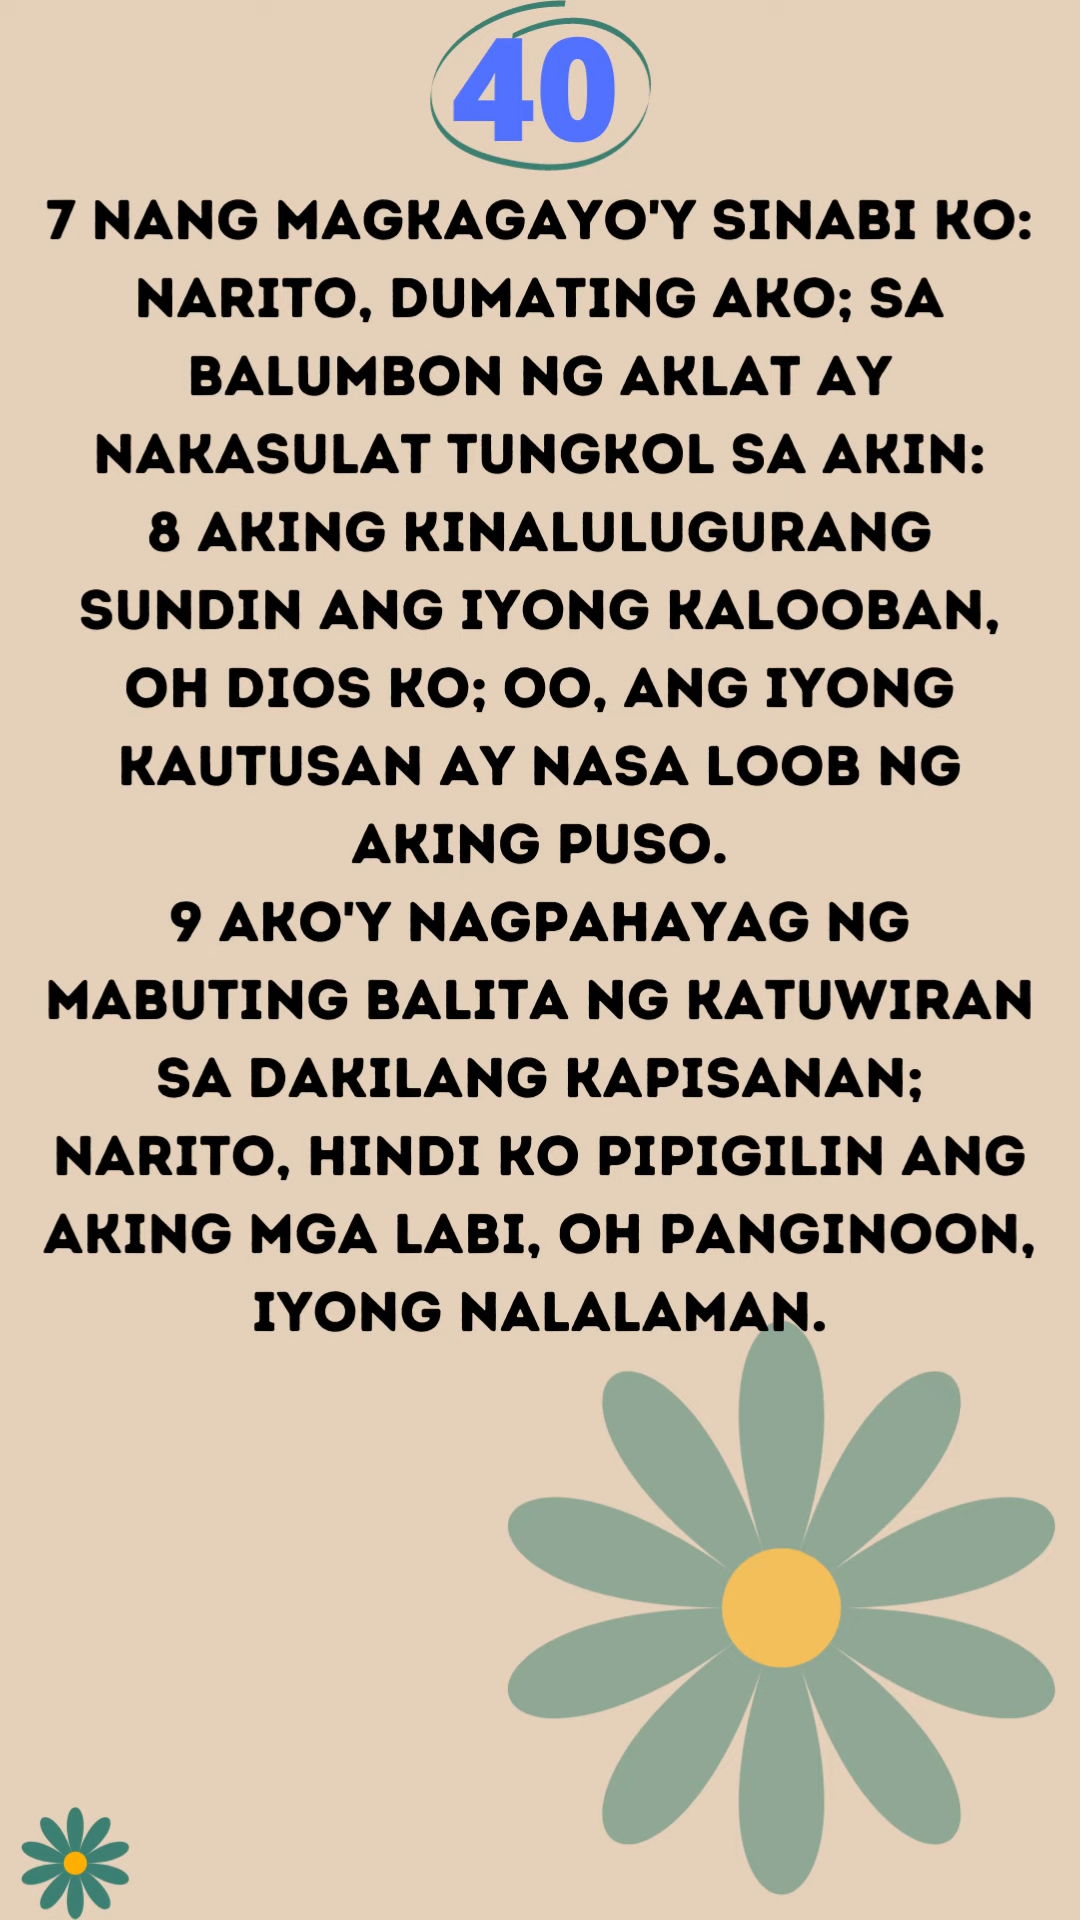 40
7 NANG MAGKAGAYO'Y SINABI KO:
NARITO, DUMATING AKO; SA
BALUMBON NG AKLAT AY
NAKASULAT TUNGKOL SA AKIN:
8 AKING KINALULUGURANG
SUNDIN ANG IYONG KALOOBAN,
OH DIOS KO; OO, ANG IYONG
KAUTUSAN AY NASA LOOB NG
AKING PUSO.
9 AKO'Y NAGPAHAYAG NG
MABUTING BALITA NG KATUWIRAN
SA DAKILANG KAPISANAN;
NARITO, HINDI KO PIPIGILIN ANG
AKING MGA LABI, OH PANGINOON,
IYONG NALALAMAN.